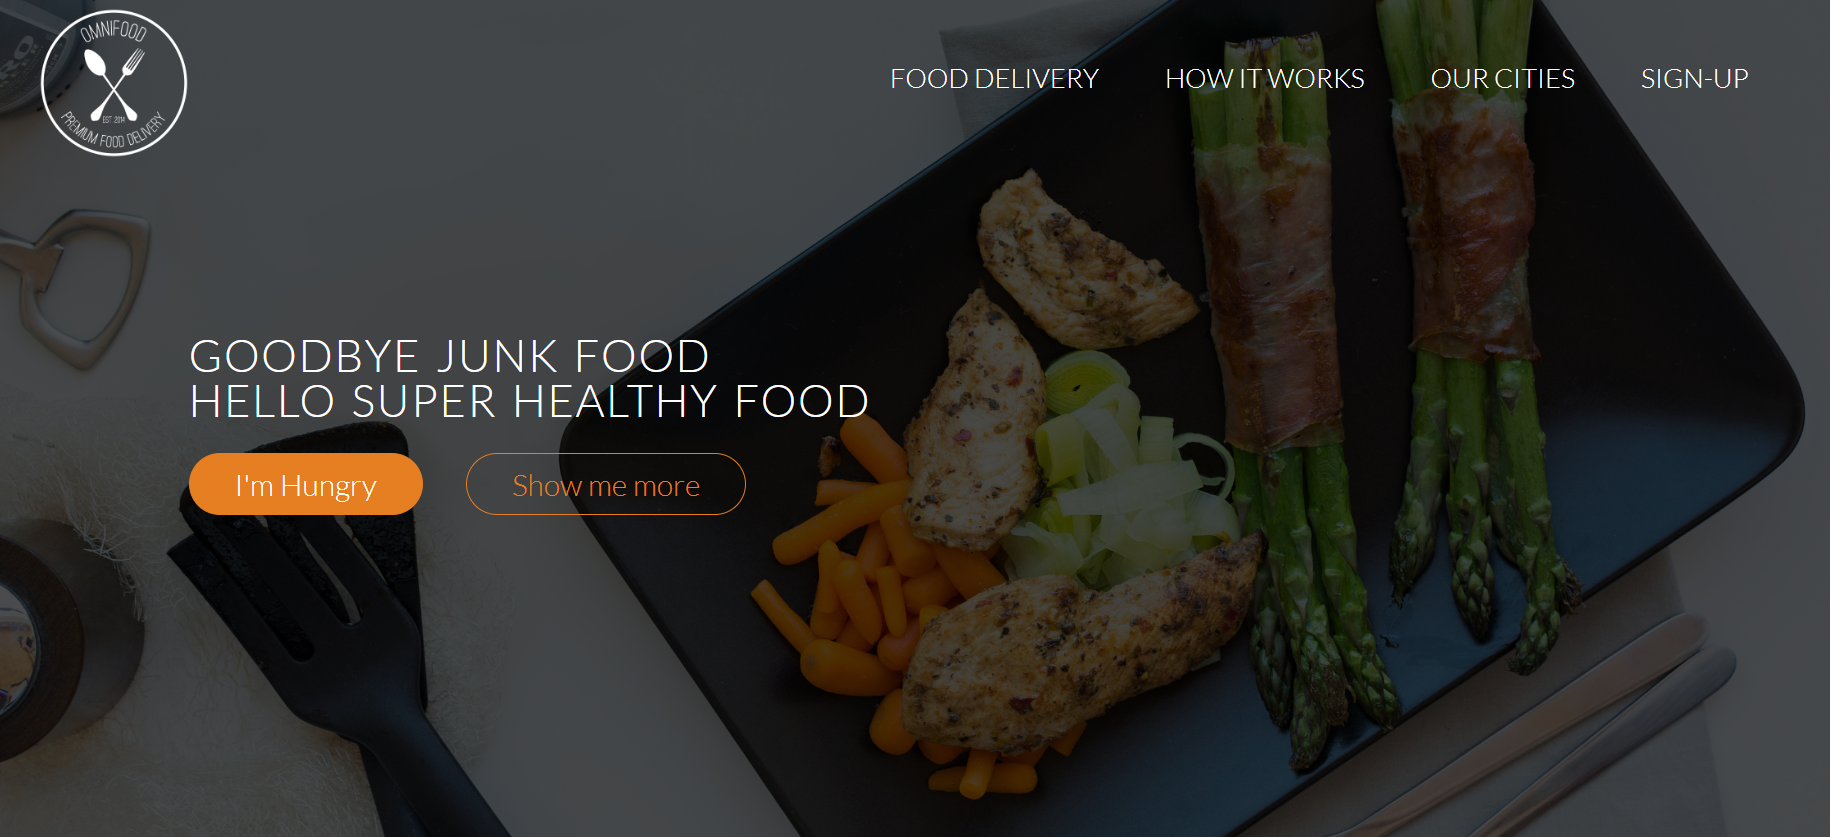 OMNIFOOD
EST. 2014
PREMIUM FOOD DELIVERY
FOOD DELIVERY HOW IT WORKS OUR CITIES SIGN-UP
GOODBYE JUNK FOOD
HELLO SUPER HEALTHY FOOD
I'm Hungry Show me more